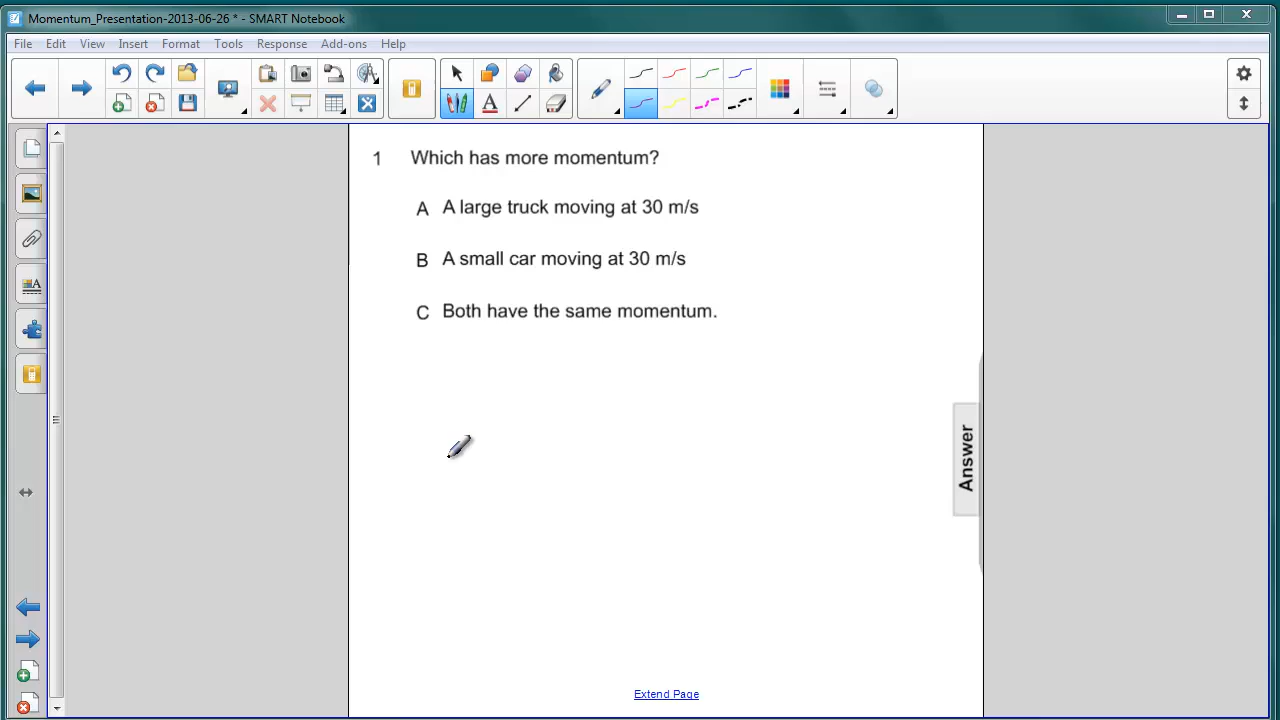 Momentum_Presentation-2013-06-26 * - SMART Notebook
File Edit View Insert Format Tools Response Add-ons Help
1 Which has more momentum?
A A large truck moving at 30 m/s
B A small car moving at 30 m/s
C Both have the same momentum.
Answer
Extend Page